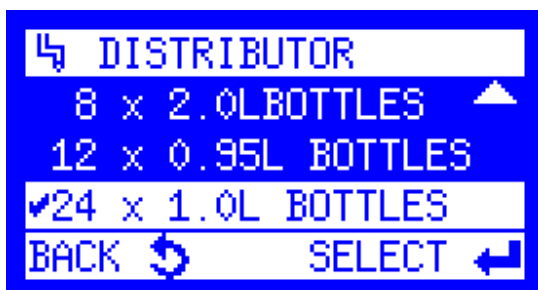 DISTRIBUTOR
8 x 2.0LBOTTLES
12 x 0.95L BOTTLES
24 x 1.0L BOTTLES
BACK SELECT